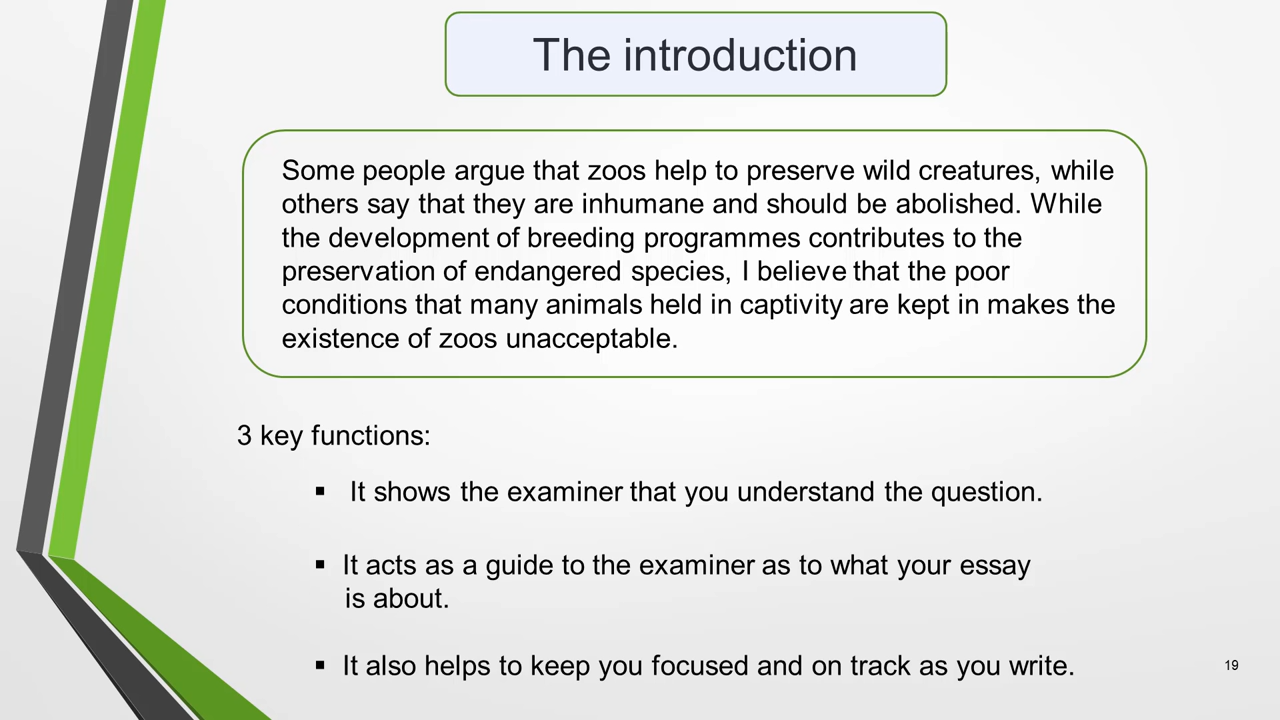 The introduction
Some people argue that zoos help to preserve wild creatures, while
others say that they are inhumane and should be abolished. While
the development of breeding programmes contributes to the
preservation of endangered species, I believe that the poor
conditions that many animals held in captivity are kept in makes the
existence of zoos unacceptable.
3 key functions:
▪ It shows the examiner that you understand the question.
▪ It acts as a guide to the examiner as to what your essay
is about.
▪ It also helps to keep you focused and on track as you write.
19